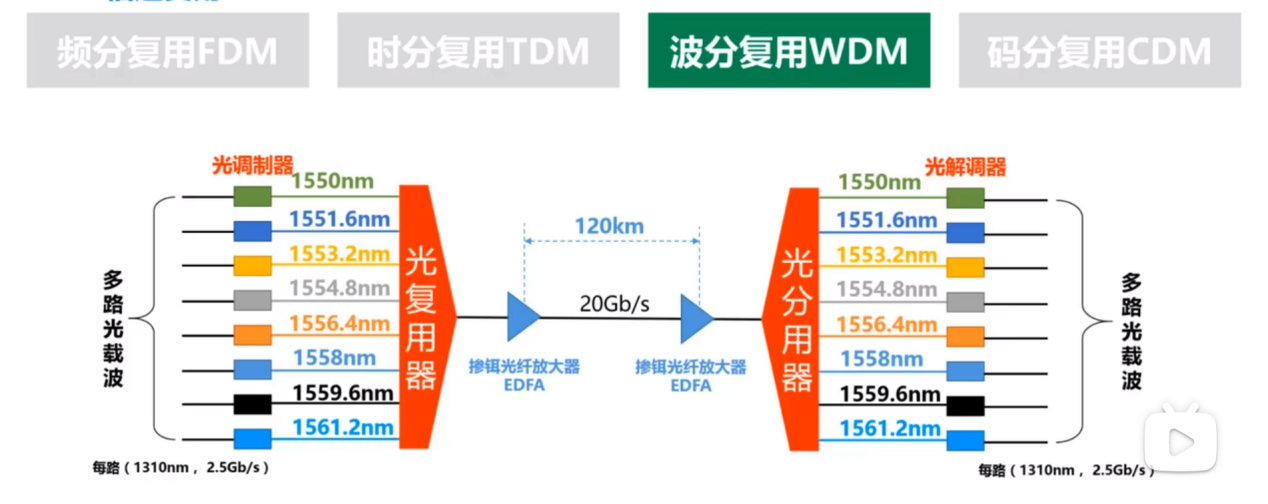 频分复用FDM
时分复用TDM
波分复用WDM
码分复用CDM
光调制器
1550nm
1551.6nm
1553.2nm
1554.8nm
1556.4nm
1558nm
1559.6nm
1561.2nm
多路光载波
每路（1310nm，2.5Gb/s）
光复用器
120km
20Gb/s
掺铒光纤放大器
EDFA
掺铒光纤放大器
EDFA
光分用器
光解调器
1550nm
1551.6nm
1553.2nm
1554.8nm
1556.4nm
1558nm
1559.6nm
1561.2nm
多路光载波
每路（1310nm，2.5Gb/s）